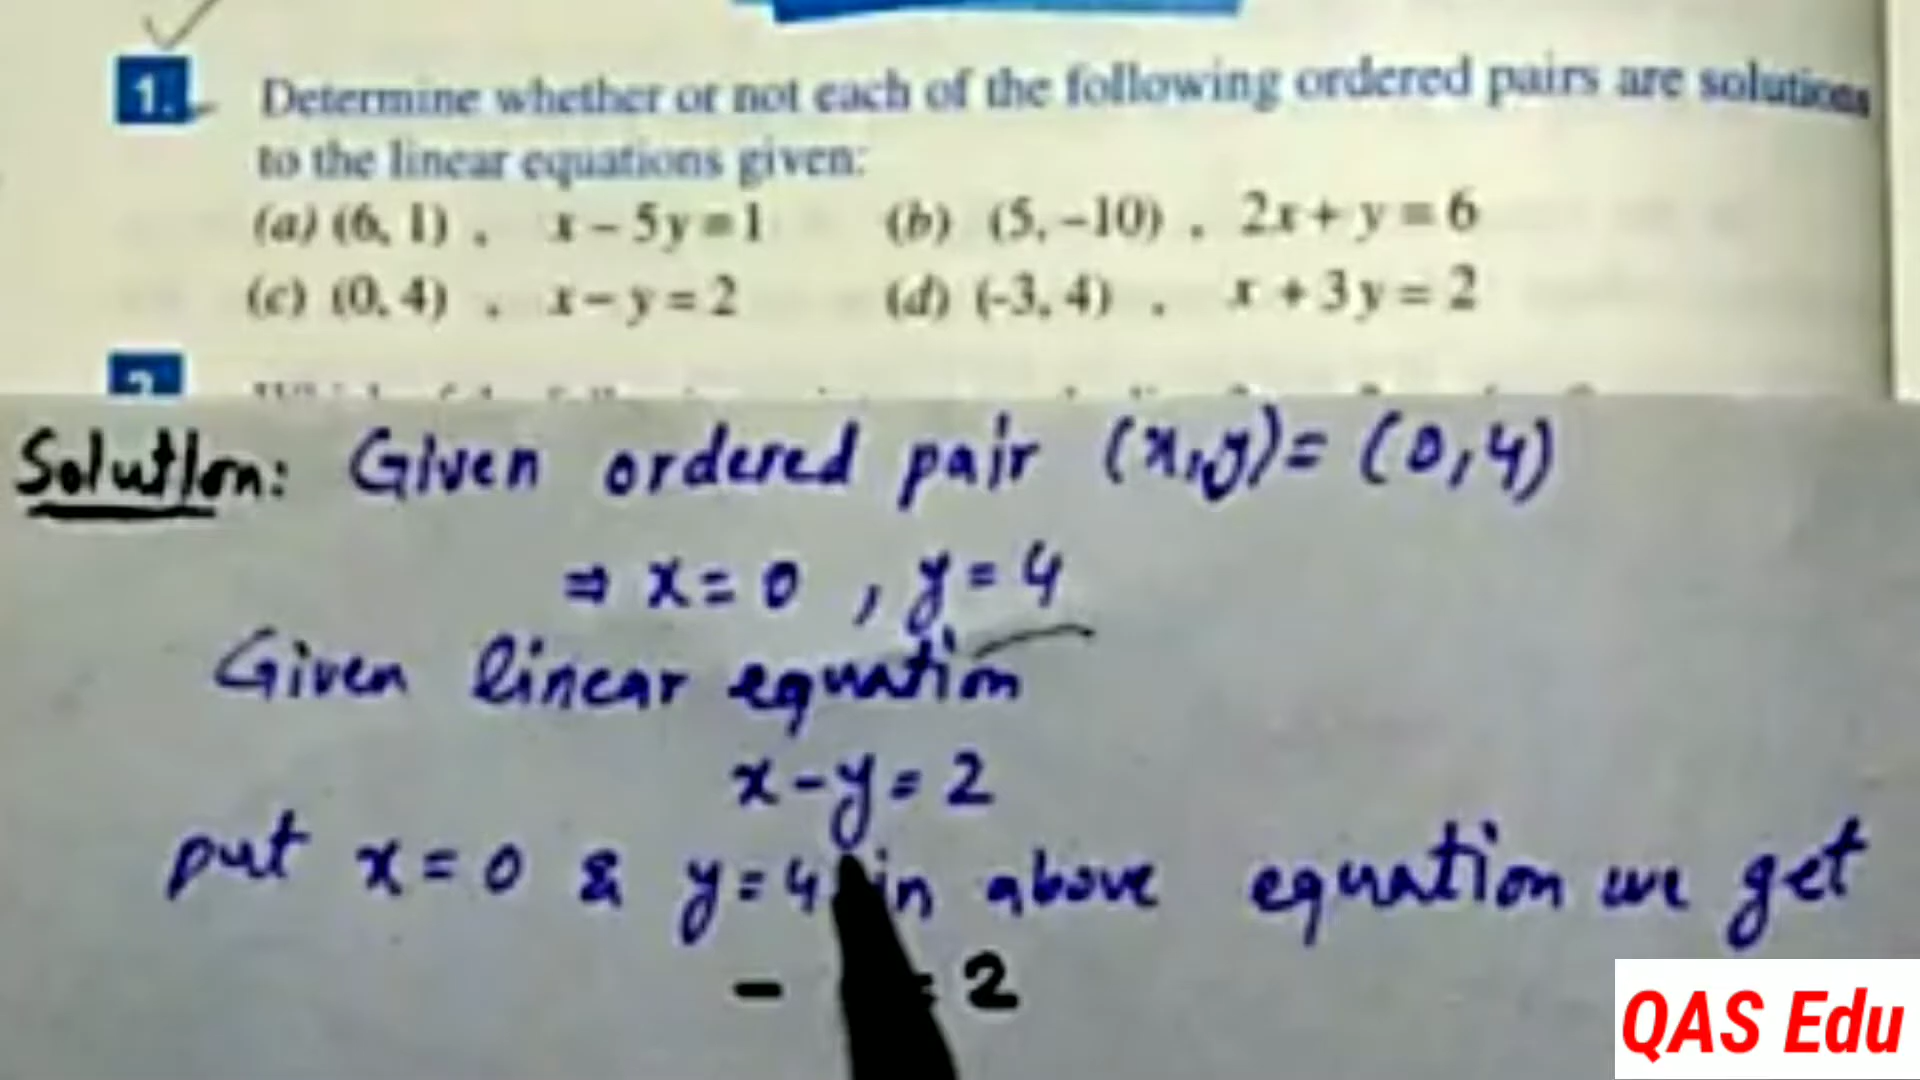 1. Determine whether or not each of the following ordered pairs are solutions
to the linear equations given:
(a) (6, 1) , x – 5y = 1 (b) (5, –10) , 2x + y = 6
(c) (0, 4) , x – y = 2 (d) (–3, 4) , x + 3y = 2
2.
Solution: Given ordered pair (x,y) = (0,4)
⇒ x = 0 , y = 4
Given linear equation
x - y = 2
put x = 0 & y = 4 in above equation we get
- = 2
QAS Edu